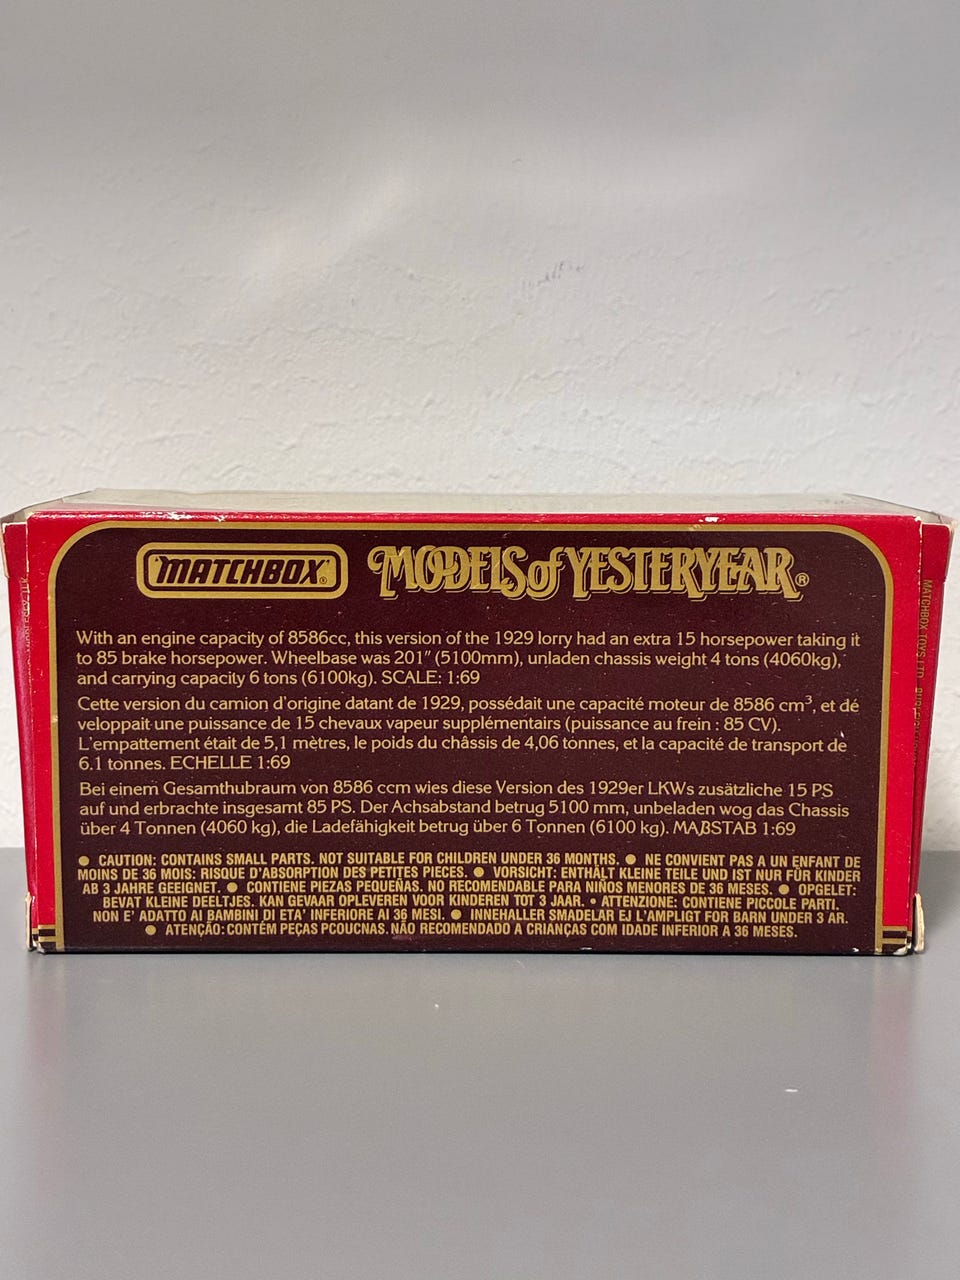 MATCHBOX®
MODELS of YESTERYEAR®
With an engine capacity of 8586cc, this version of the 1929 lorry had an extra 15 horsepower taking it
to 85 brake horsepower. Wheelbase was 201" (5100mm), unladen chassis weight 4 tons (4060kg),
and carrying capacity 6 tons (6100kg). SCALE: 1:69
Cette version du camion d'origine datant de 1929, possédait une capacité moteur de 8586 cm³, et dé
veloppait une puissance de 15 chevaux vapeur supplémentairs (puissance au frein : 85 CV).
L'empattement était de 5,1 mètres, le poids du châssis de 4,06 tonnes, et la capacité de transport de
6.1 tonnes. ECHELLE 1:69
Bei einem Gesamthubraum von 8586 ccm wies diese Version des 1929er LKWs zusätzliche 15 PS
auf und erbrachte insgesamt 85 PS. Der Achsabstand betrug 5100 mm, unbeladen wog das Chassis
über 4 Tonnen (4060 kg), die Ladefähigkeit betrug über 6 Tonnen (6100 kg). MAßSTAB 1:69
● CAUTION: CONTAINS SMALL PARTS. NOT SUITABLE FOR CHILDREN UNDER 36 MONTHS. ● NE CONVIENT PAS A UN ENFANT DE
MOINS DE 36 MOIS: RISQUE D'ABSORPTION DES PETITES PIECES. ● VORSICHT: ENTHÄLT KLEINE TEILE UND IST NUR FÜR KINDER
AB 3 JAHRE GEEIGNET. ● CONTIENE PIEZAS PEQUEÑAS. NO RECOMENDABLE PARA NIÑOS MENORES DE 36 MESES. ● OPGELET:
BEVAT KLEINE DEELTJES. KAN GEVAAR OPLEVEREN VOOR KINDEREN TOT 3 JAAR. • ATTENZIONE: CONTIENE PICCOLE PARTI.
NON E' ADATTO AI BAMBINI DI ETA' INFERIORE AI 36 MESI. ● INNEHALLER SMADELAR EJ L'AMPLIGT FOR BARN UNDER 3 AR.
● ATENÇÃO: CONTÉM PEÇAS PCOUCNAS. NÃO RECOMENDADO A CRIANÇAS COM IDADE INFERIOR A 36 MESES.
MATCHBOX TOYS LTD